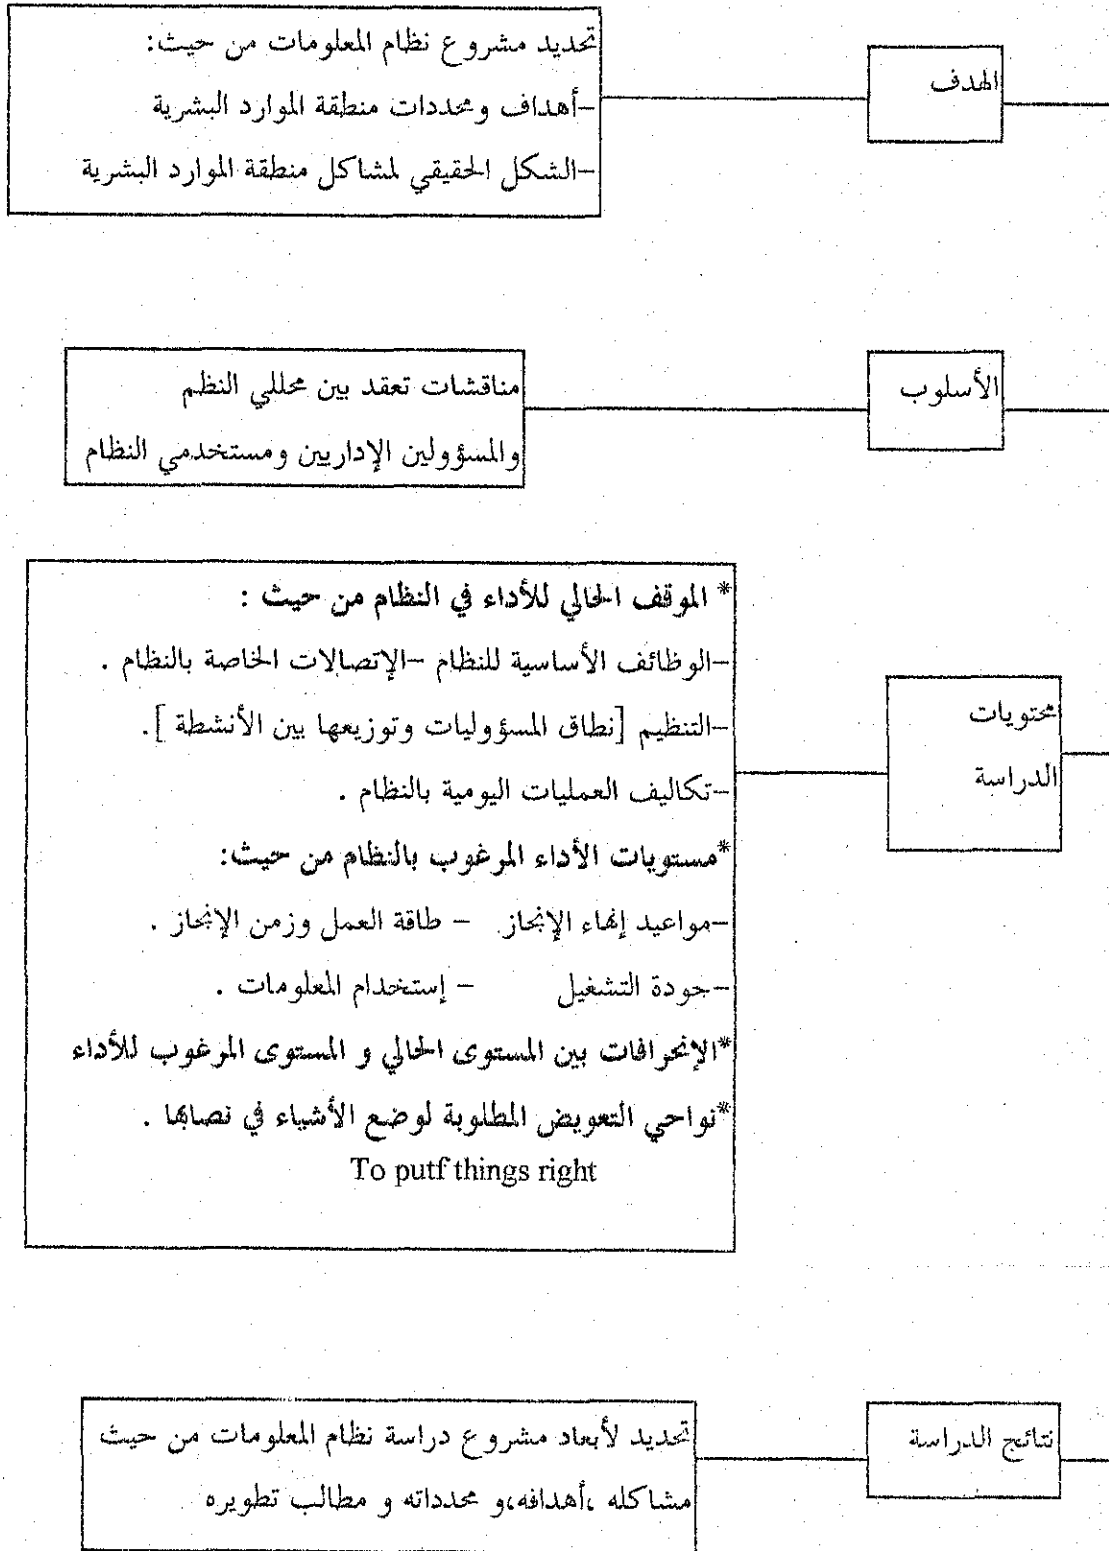 الهدف
تحديد مشروع نظام المعلومات من حيث:
-أهداف ومحددات منطقة الموارد البشرية
-الشكل الحقيقي لمشاكل منطقة الموارد البشرية
الأسلوب
مناقشات تعقد بين محللي النظم
والمسؤولين الإداريين ومستخدمي النظام
محتويات
الدراسة
* الموقف الحالي للأداء في النظام من حيث :
-الوظائف الأساسية للنظام -الإتصالات الخاصة بالنظام .
-التنظيم [نطاق المسؤوليات وتوزيعها بين الأنشطة ].
-تكاليف العمليات اليومية بالنظام .
*مستويات الأداء المرغوب بالنظام من حيث:
-مواعيد إنهاء الإنجاز - طاقة العمل وزمن الإنجاز .
-جودة التشغيل - إستخدام المعلومات .
*الإنحرافات بين المستوى الحالي و المستوى المرغوب للأداء
*نواحي التعويض المطلوبة لوضع الأشياء في نصابها .
To putf things right
نتائج الدراسة
تحديد لأبعاد مشروع دراسة نظام المعلومات من حيث
مشاكله ،أهدافه،و محدداته و مطالب تطويره